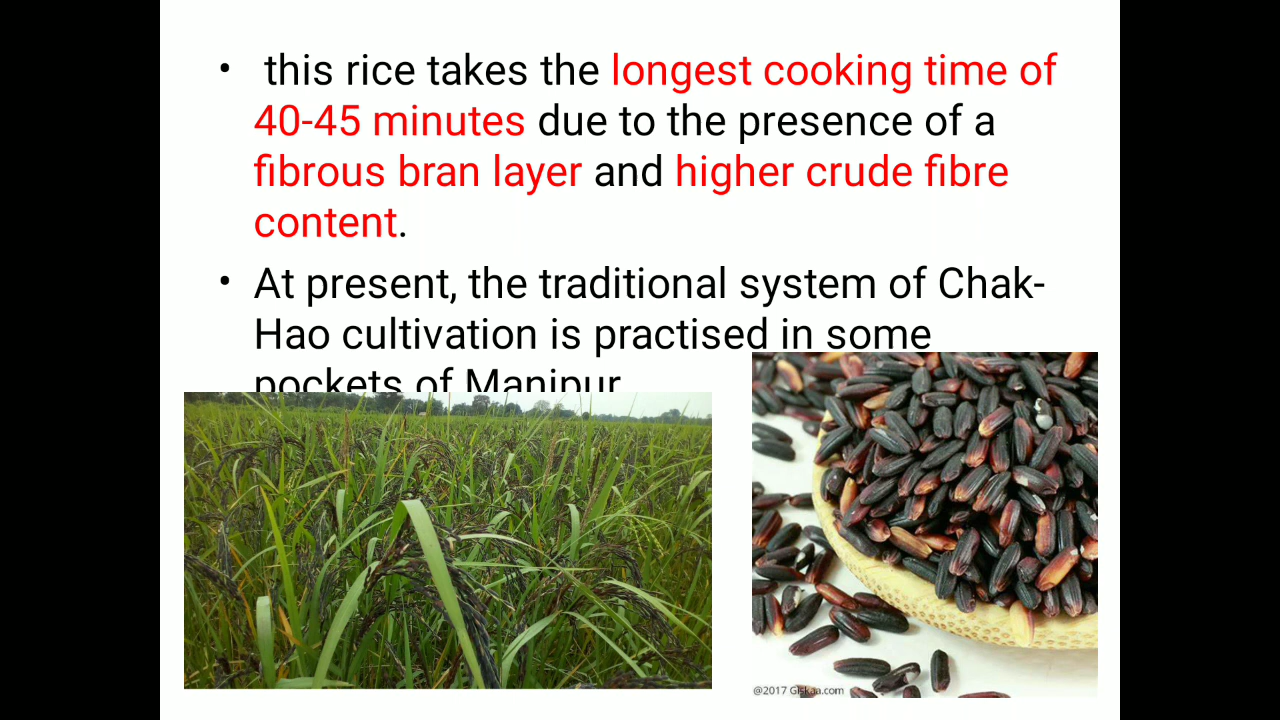 • this rice takes the longest cooking time of
40-45 minutes due to the presence of a
fibrous bran layer and higher crude fibre
content.
• At present, the traditional system of Chak-
Hao cultivation is practised in some
pockets of Manipur
@2017 Giskaa.com